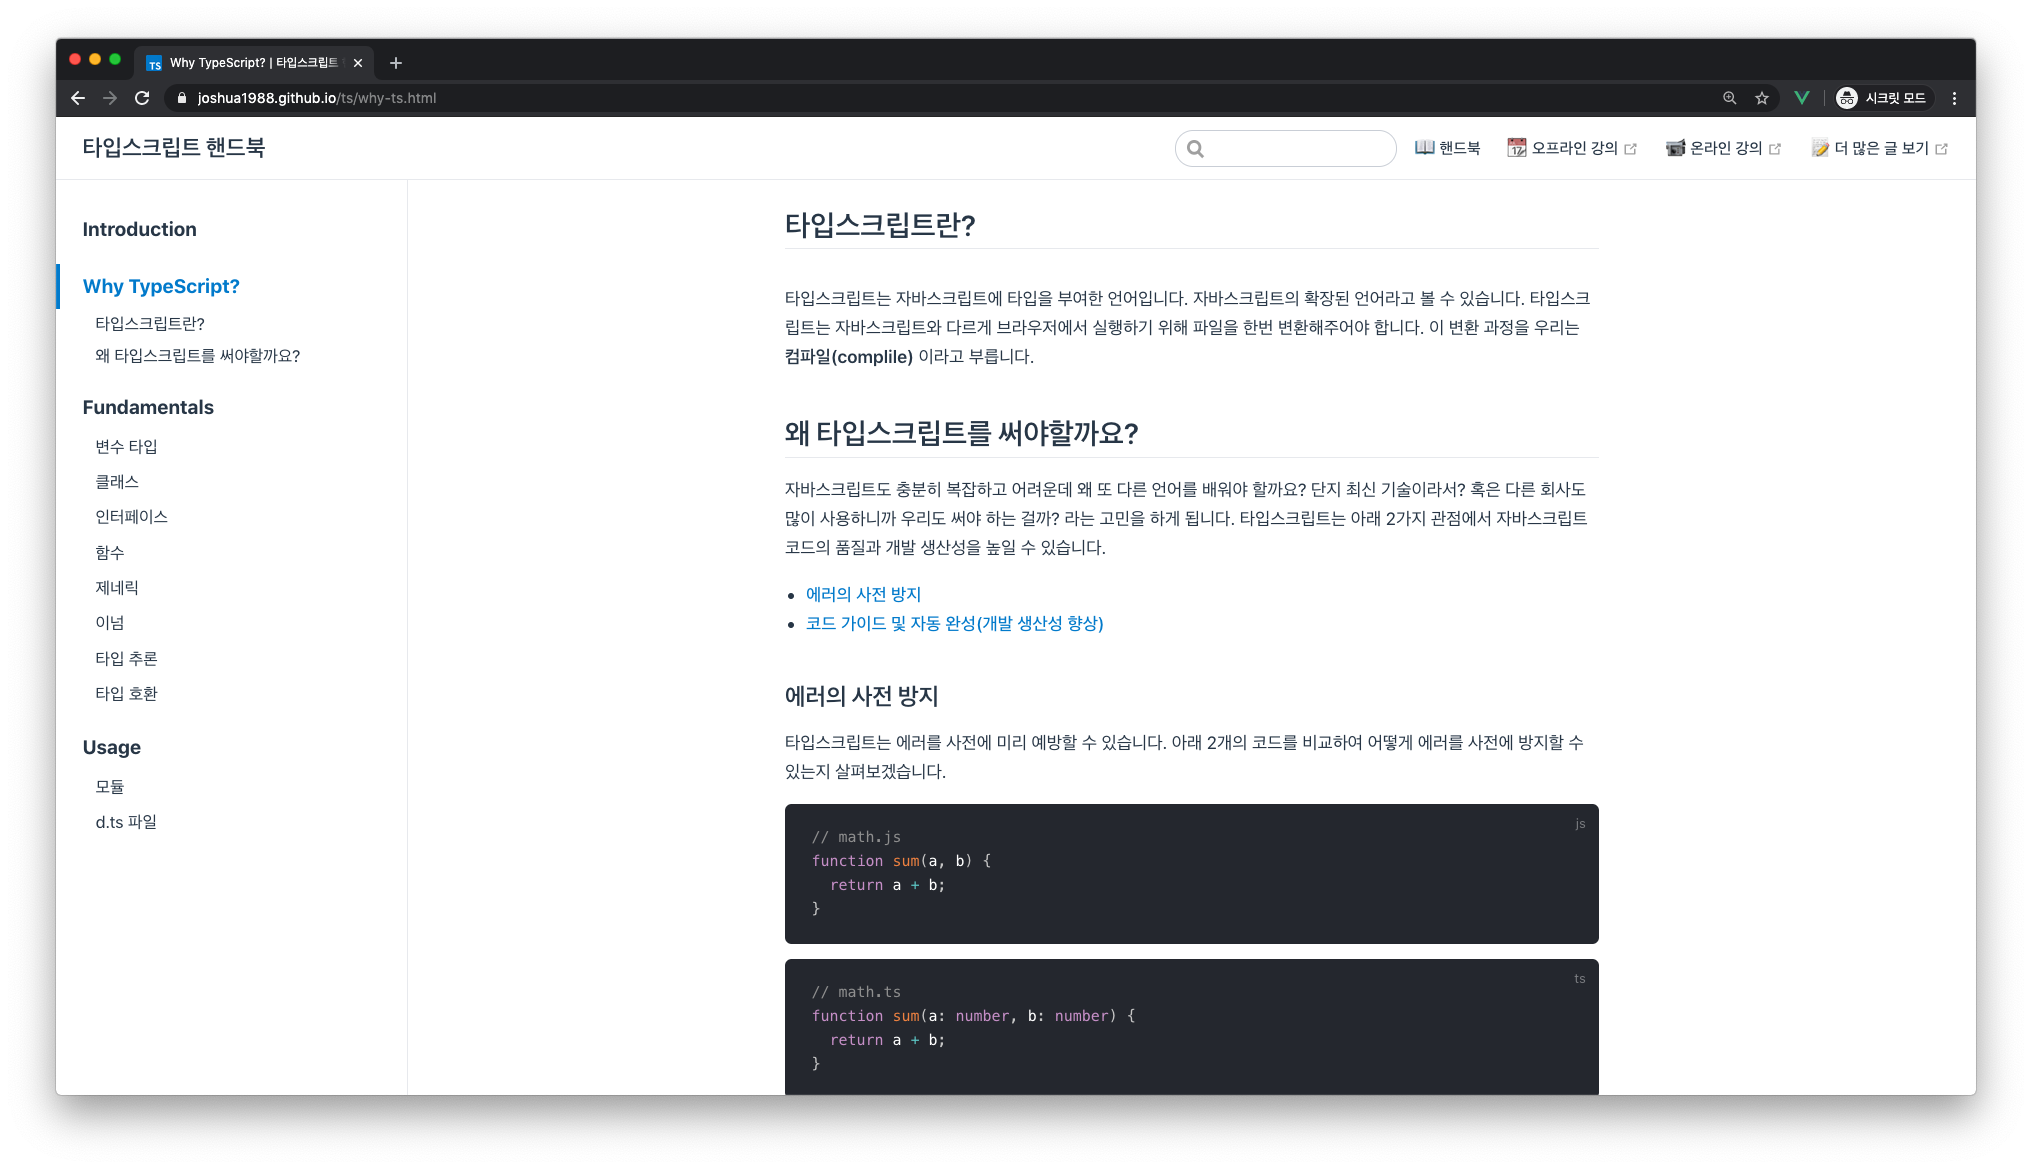 TS Why TypeScript? | 타입스크립트
joshua1988.github.io/ts/why-ts.html
시크릿 모드
타입스크립트 핸드북
핸드북
오프라인 강의
온라인 강의
더 많은 글 보기
Introduction
Why TypeScript?
타입스크립트란?
왜 타입스크립트를 써야할까요?
Fundamentals
변수 타입
클래스
인터페이스
함수
제네릭
이넘
타입 추론
타입 호환
Usage
모듈
d.ts 파일
타입스크립트란?
타입스크립트는 자바스크립트에 타입을 부여한 언어입니다. 자바스크립트의 확장된 언어라고 볼 수 있습니다. 타입스크
립트는 자바스크립트와 다르게 브라우저에서 실행하기 위해 파일을 한번 변환해주어야 합니다. 이 변환 과정을 우리는
컴파일(complile) 이라고 부릅니다.
왜 타입스크립트를 써야할까요?
자바스크립트도 충분히 복잡하고 어려운데 왜 또 다른 언어를 배워야 할까요? 단지 최신 기술이라서? 혹은 다른 회사도
많이 사용하니까 우리도 써야 하는 걸까? 라는 고민을 하게 됩니다. 타입스크립트는 아래 2가지 관점에서 자바스크립트
코드의 품질과 개발 생산성을 높일 수 있습니다.
에러의 사전 방지
코드 가이드 및 자동 완성(개발 생산성 향상)
에러의 사전 방지
타입스크립트는 에러를 사전에 미리 예방할 수 있습니다. 아래 2개의 코드를 비교하여 어떻게 에러를 사전에 방지할 수
있는지 살펴보겠습니다.
js
// math.js
function sum(a, b) {
  return a + b;
}
ts
// math.ts
function sum(a: number, b: number) {
  return a + b;
}